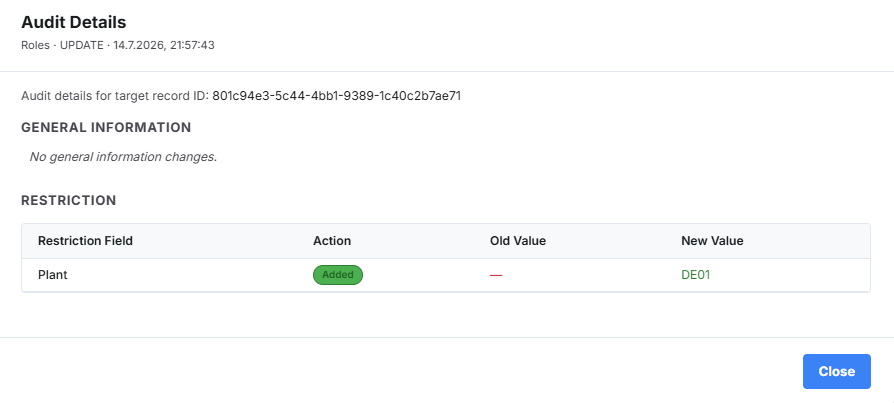 Audit Details
Roles · UPDATE · 14.7.2026, 21:57:43
Audit details for target record ID: 801c94e3-5c44-4bb1-9389-1c40c2b7ae71
GENERAL INFORMATION
No general information changes.
RESTRICTION
Restriction Field Action Old Value New Value
Plant Added — DE01
Close